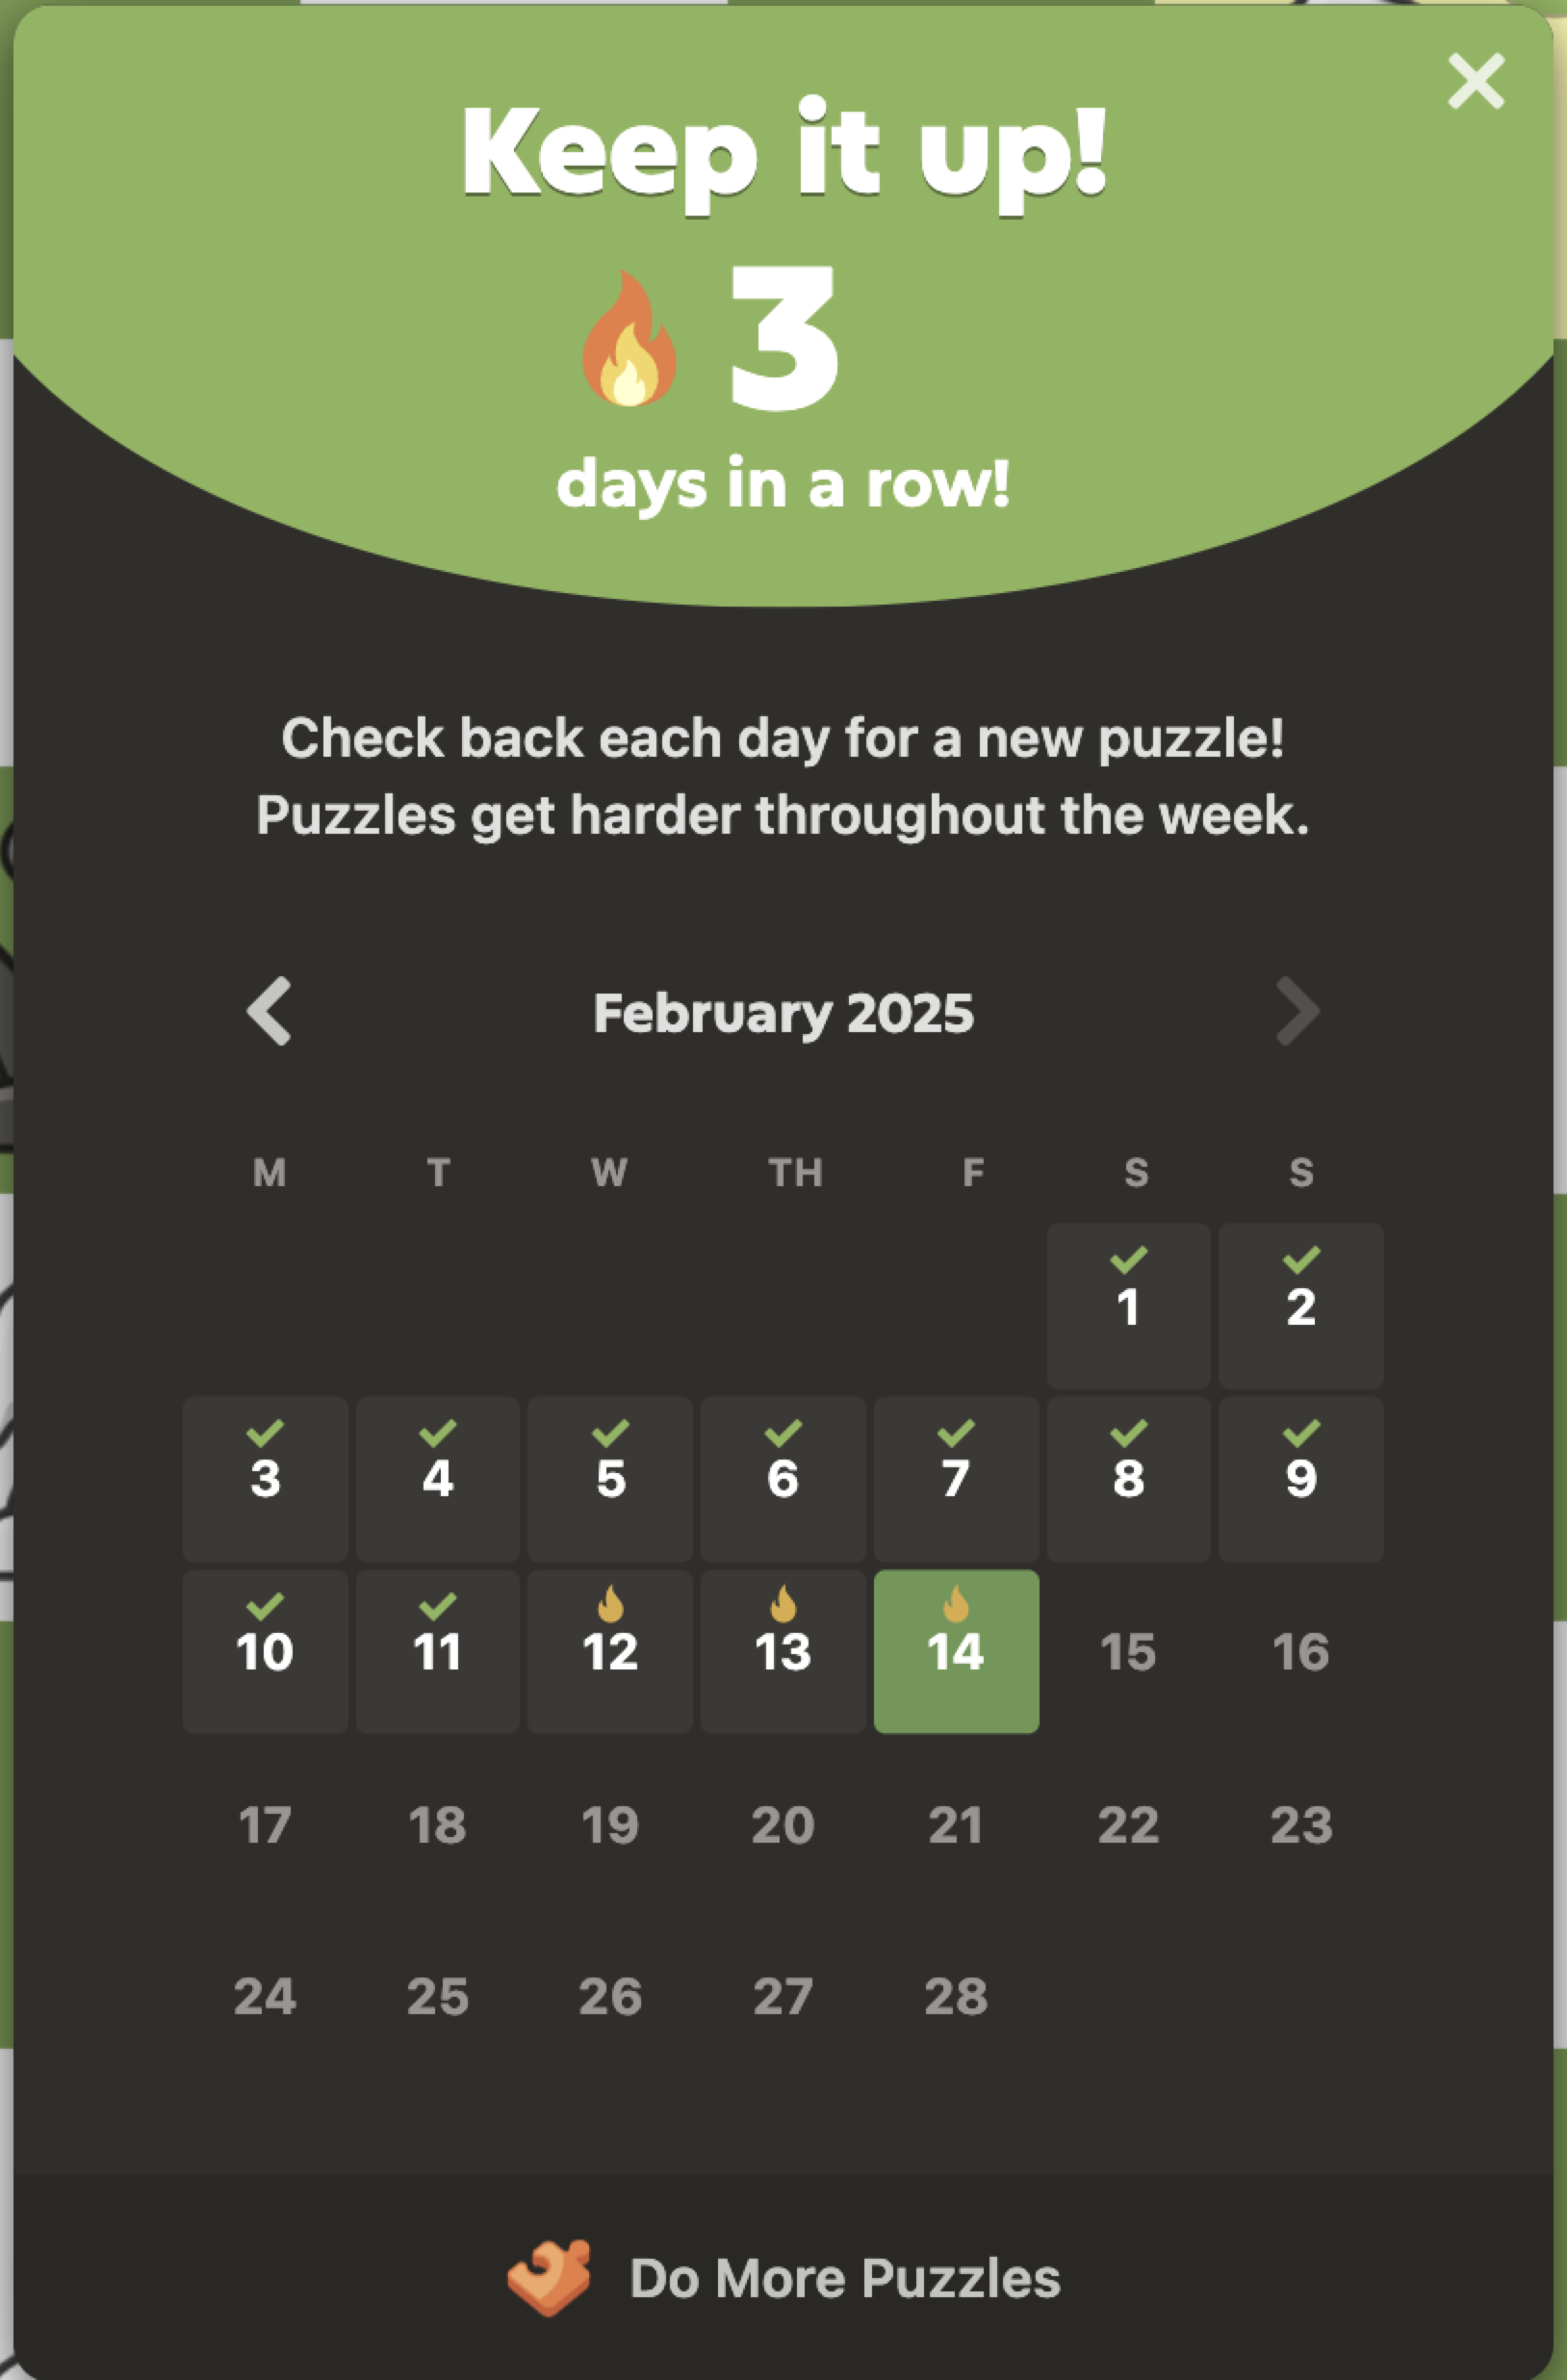 Keep it up!
3
days in a row!
Check back each day for a new puzzle!
Puzzles get harder throughout the week.
February 2025
M T W TH F S S
1 2
3 4 5 6 7 8 9
10 11 12 13 14 15 16
17 18 19 20 21 22 23
24 25 26 27 28
Do More Puzzles